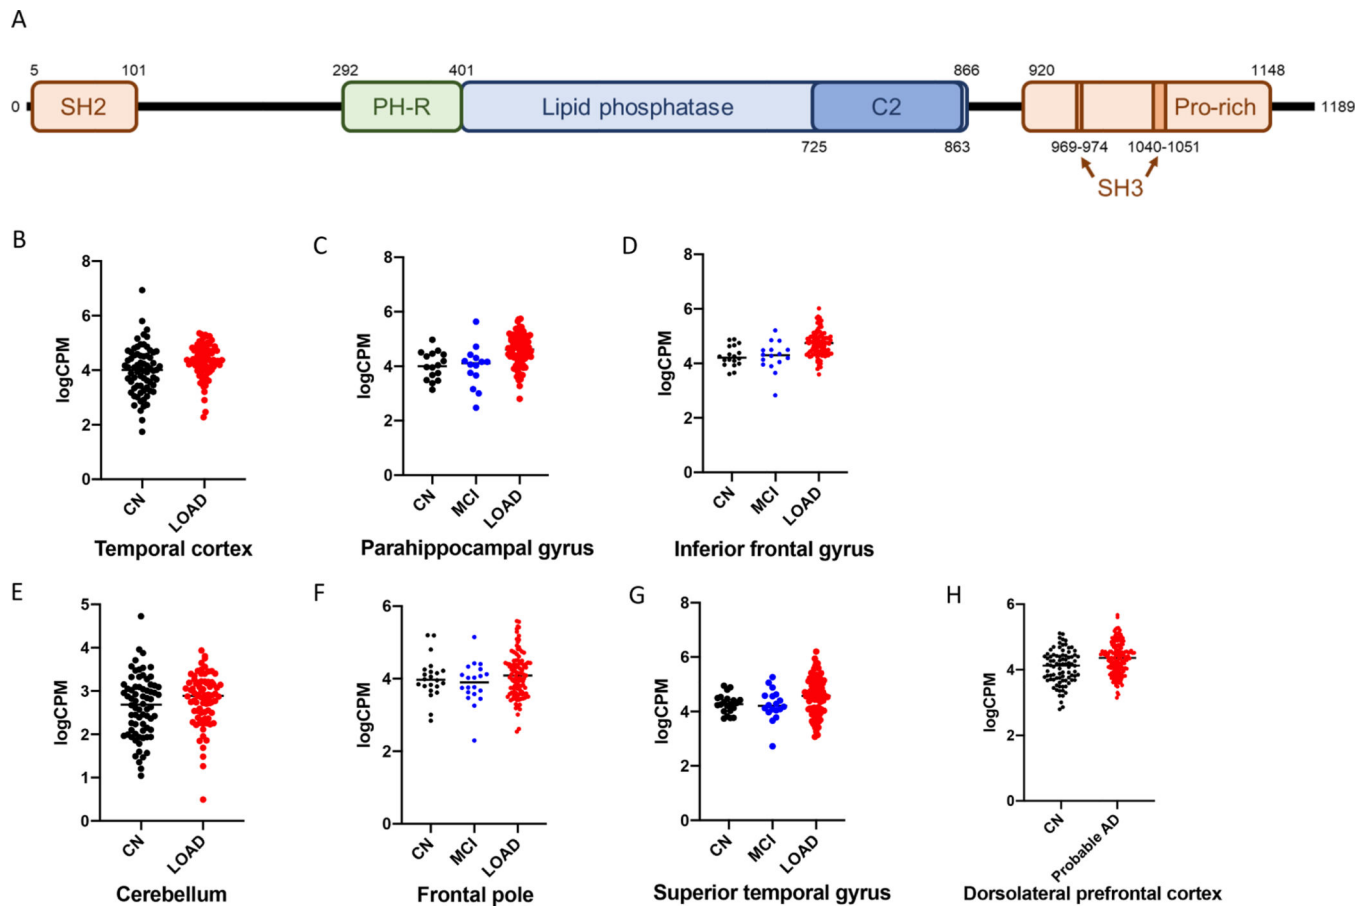 A
5
101
292
401
866
920
1148
0
SH2
PH-R
Lipid phosphatase
C2
Pro-rich
1189
725
863
969-974
1040-1051
SH3
B
8
6
4
2
0
logCPM
CN
LOAD
Temporal cortex
C
8
6
4
2
0
logCPM
CN
MCI
LOAD
Parahippocampal gyrus
D
8
6
4
2
0
logCPM
CN
MCI
LOAD
Inferior frontal gyrus
E
5
4
3
2
1
0
logCPM
CN
LOAD
Cerebellum
F
6
4
2
0
logCPM
CN
MCI
LOAD
Frontal pole
G
8
6
4
2
0
logCPM
CN
MCI
LOAD
Superior temporal gyrus
H
6
4
2
0
logCPM
CN
Probable AD
Dorsolateral prefrontal cortex